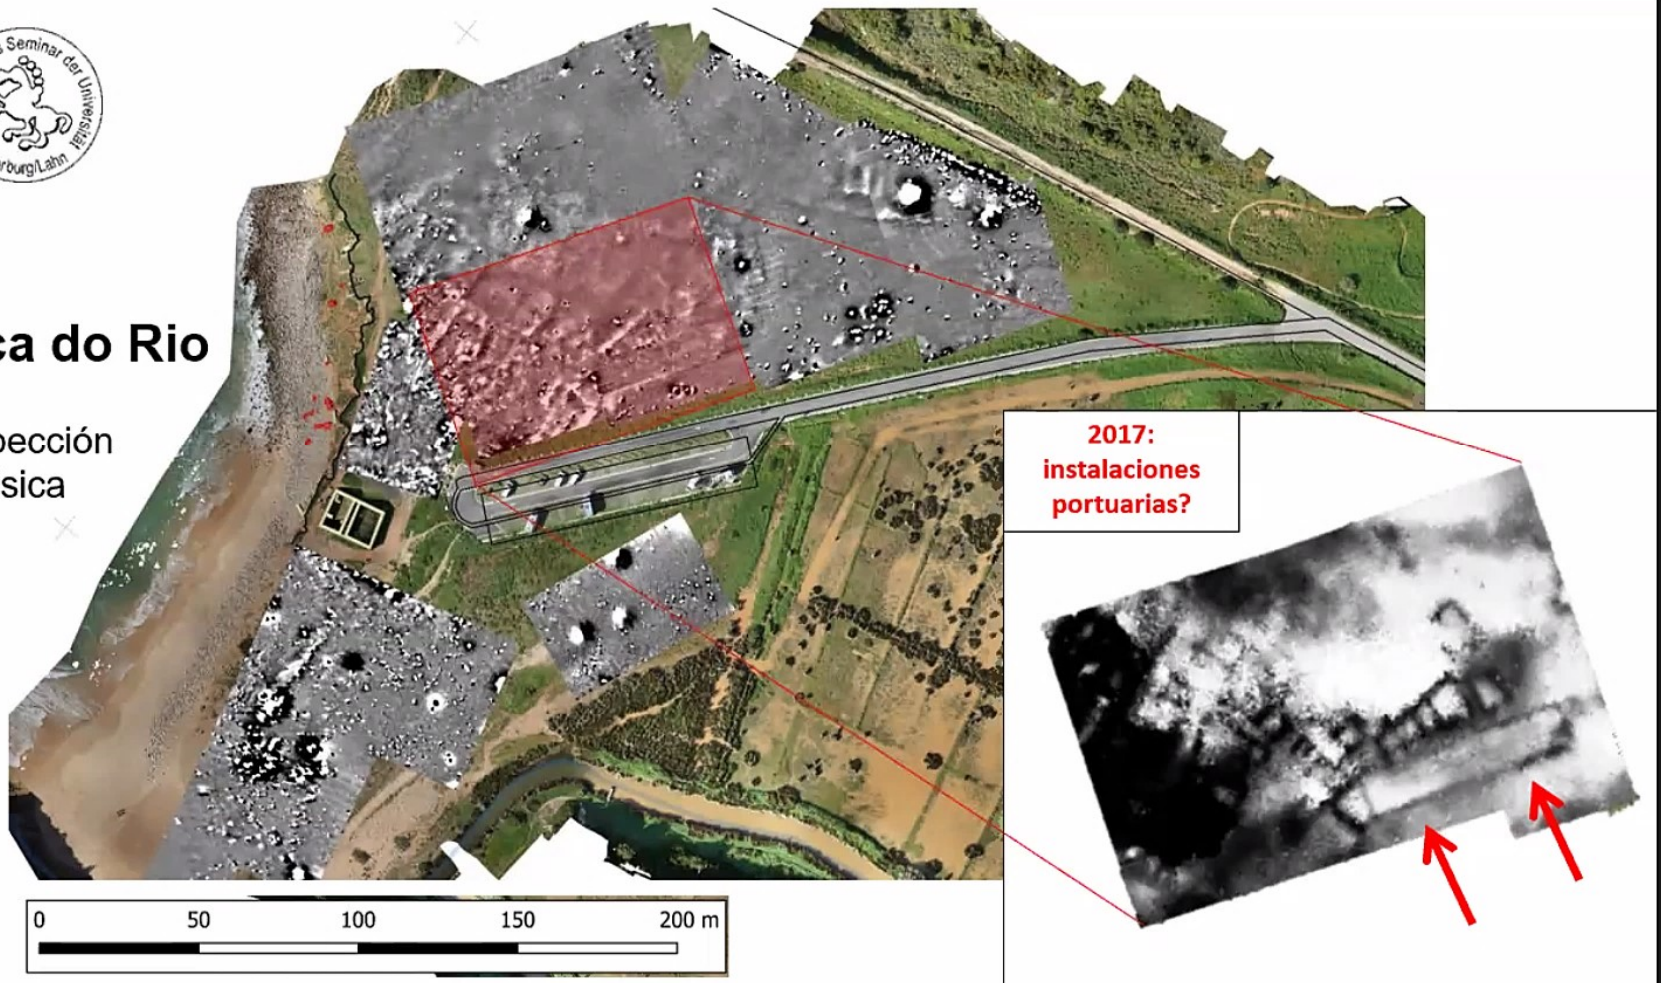 Seminar der Universität
rburg/Lahn
ca do Rio
pección
sica
2017:
instalaciones
portuarias?
0 50 100 150 200 m